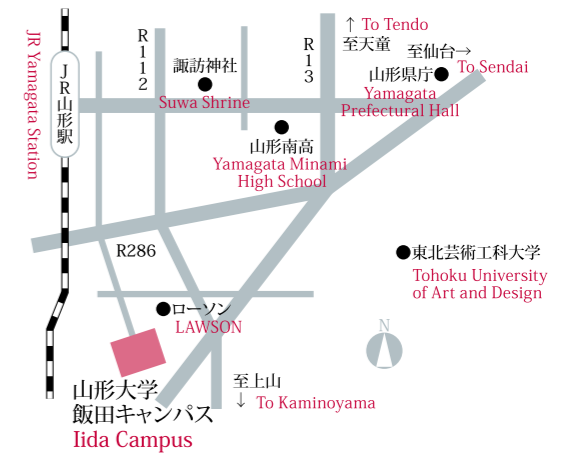 ↑ To Tendo
至天童
至仙台→
To Sendai
R112
R13
諏訪神社
Suwa Shrine
山形県庁
Yamagata
Prefectural Hall
JR Yamagata Station
JR山形駅
山形南高
Yamagata Minami
High School
R286
東北芸術工科大学
Tohoku University
of Art and Design
ローソン
LAWSON
N
山形大学
飯田キャンパス
Iida Campus
至上山
↓ To Kaminoyama